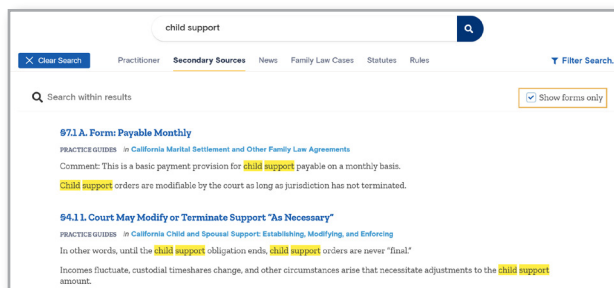 child support
X Clear Search Practitioner Secondary Sources News Family Law Cases Statutes Rules Filter Search.
Search within results Show forms only
§7.1 A. Form: Payable Monthly
PRACTICE GUIDES in California Marital Settlement and Other Family Law Agreements
Comment: This is a basic payment provision for child support payable on a monthly basis.
Child support orders are modifiable by the court as long as jurisdiction has not terminated.
§4.1 1. Court May Modify or Terminate Support "As Necessary"
PRACTICE GUIDES in California Child and Spousal Support: Establishing, Modifying, and Enforcing
In other words, until the child support obligation ends, child support orders are never "final."
Incomes fluctuate, custodial timeshares change, and other circumstances arise that necessitate adjustments to the child support
amount.